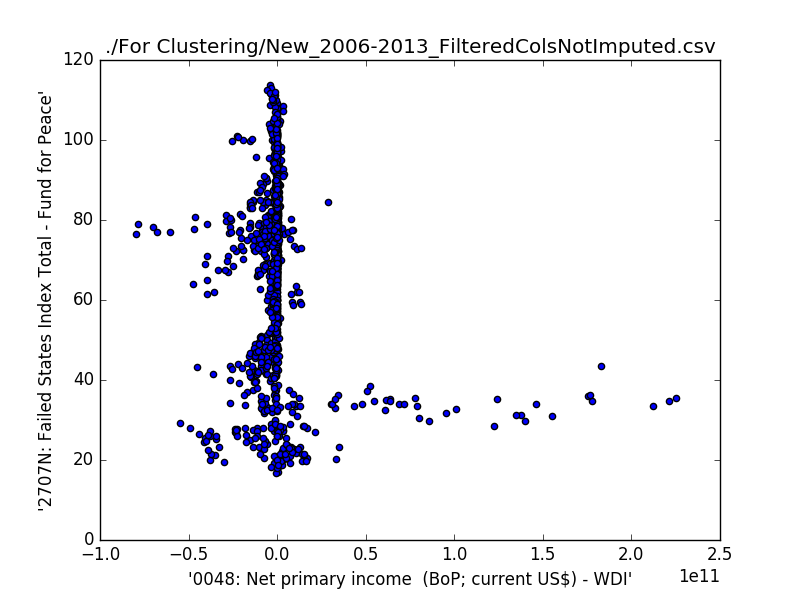 ./For Clustering/New_2006-2013_FilteredColsNotImputed.csv
120
100
80
60
40
20
0
'2707N: Failed States Index Total - Fund for Peace'
−1.0 −0.5 0.0 0.5 1.0 1.5 2.0 2.5
1e11
'0048: Net primary income  (BoP; current US$) - WDI'